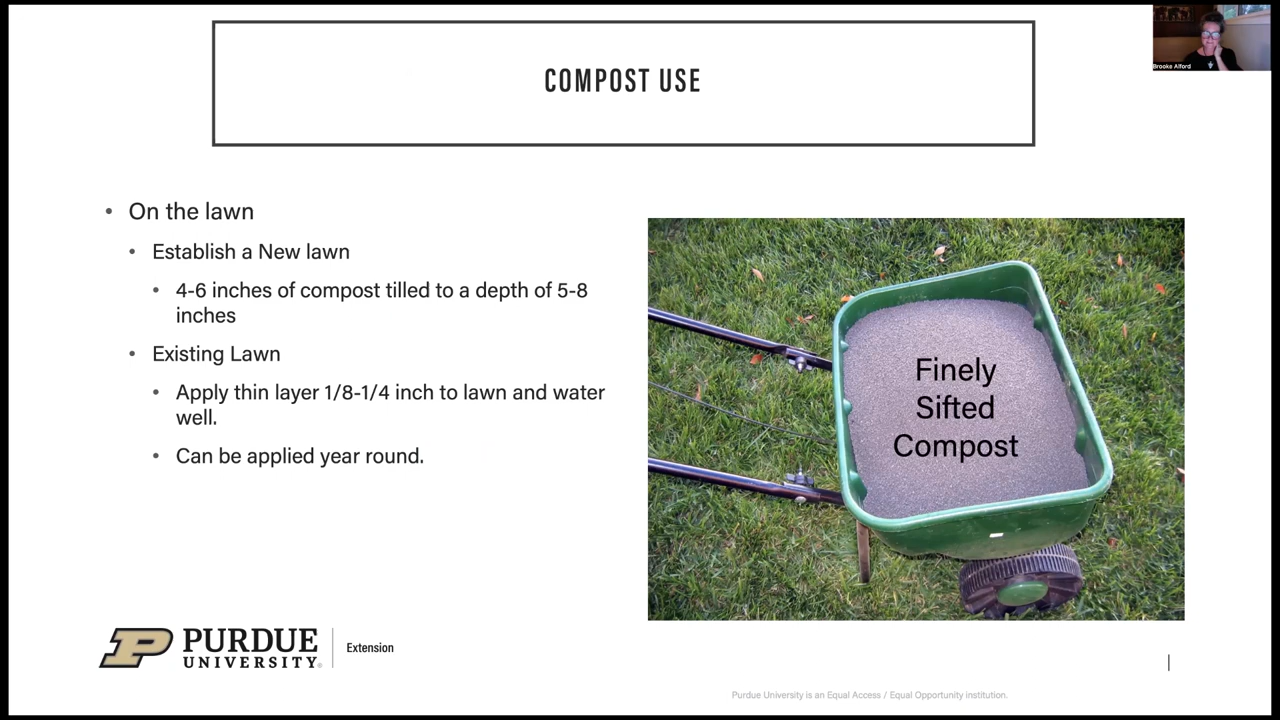 COMPOST USE
Brooke Alford
• On the lawn
• Establish a New lawn
• 4-6 inches of compost tilled to a depth of 5-8
inches
• Existing Lawn
• Apply thin layer 1/8-1/4 inch to lawn and water
well.
• Can be applied year round.
Finely
Sifted
Compost
P PURDUE
UNIVERSITY®
Extension
Purdue University is an Equal Access / Equal Opportunity institution.